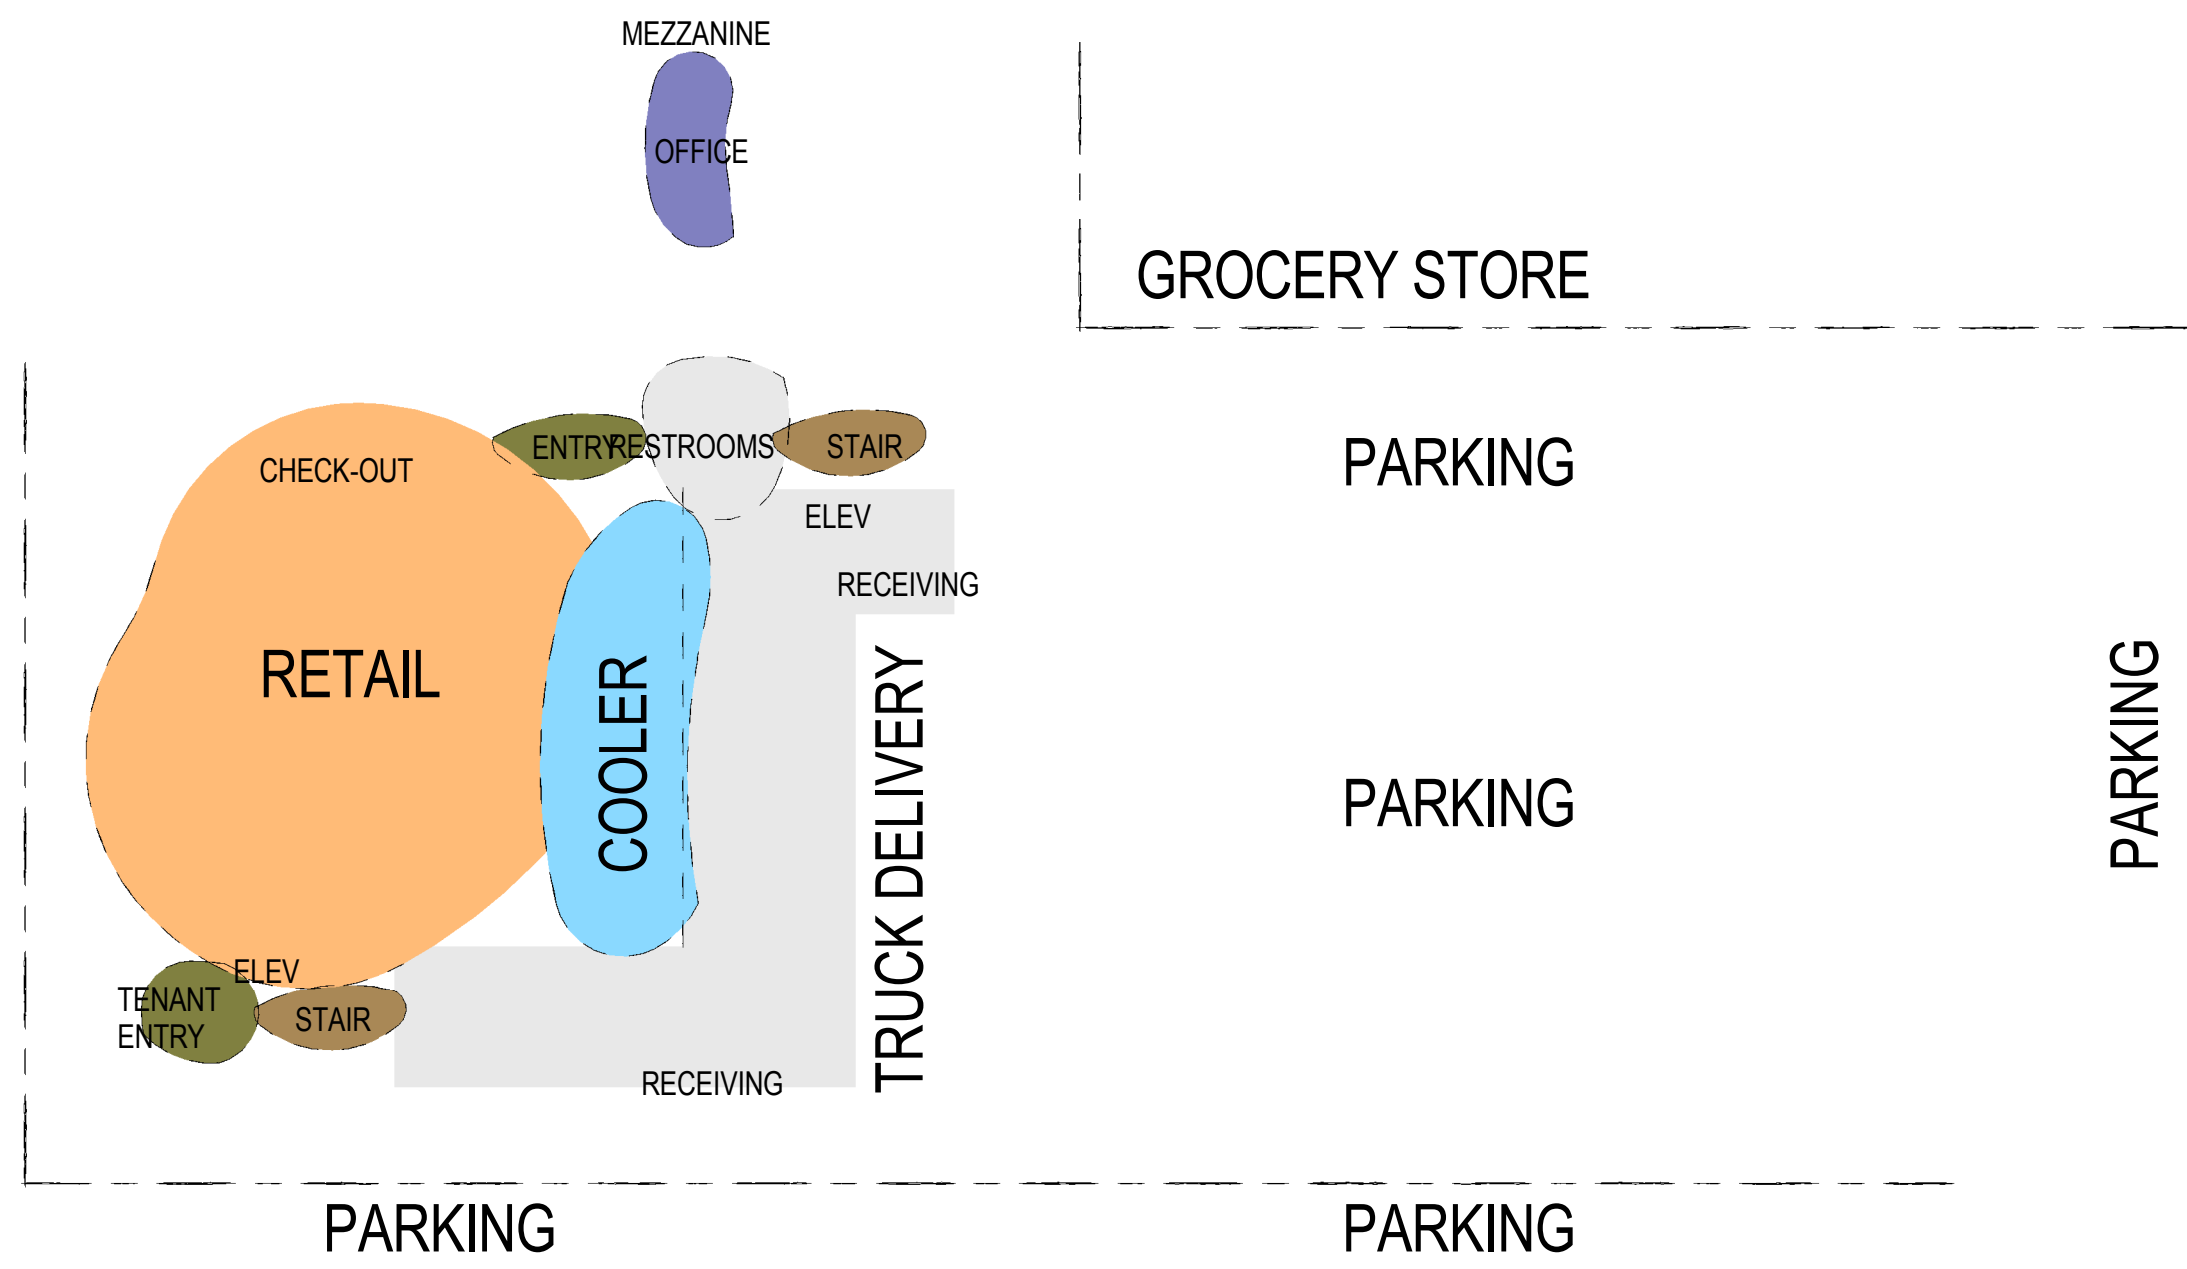 MEZZANINE
OFFICE
GROCERY STORE
ENTRY
RESTROOMS
STAIR
CHECK-OUT
PARKING
ELEV
RECEIVING
RETAIL
COOLER
TRUCK DELIVERY
PARKING
PARKING
ELEV
TENANT
ENTRY
STAIR
RECEIVING
PARKING
PARKING